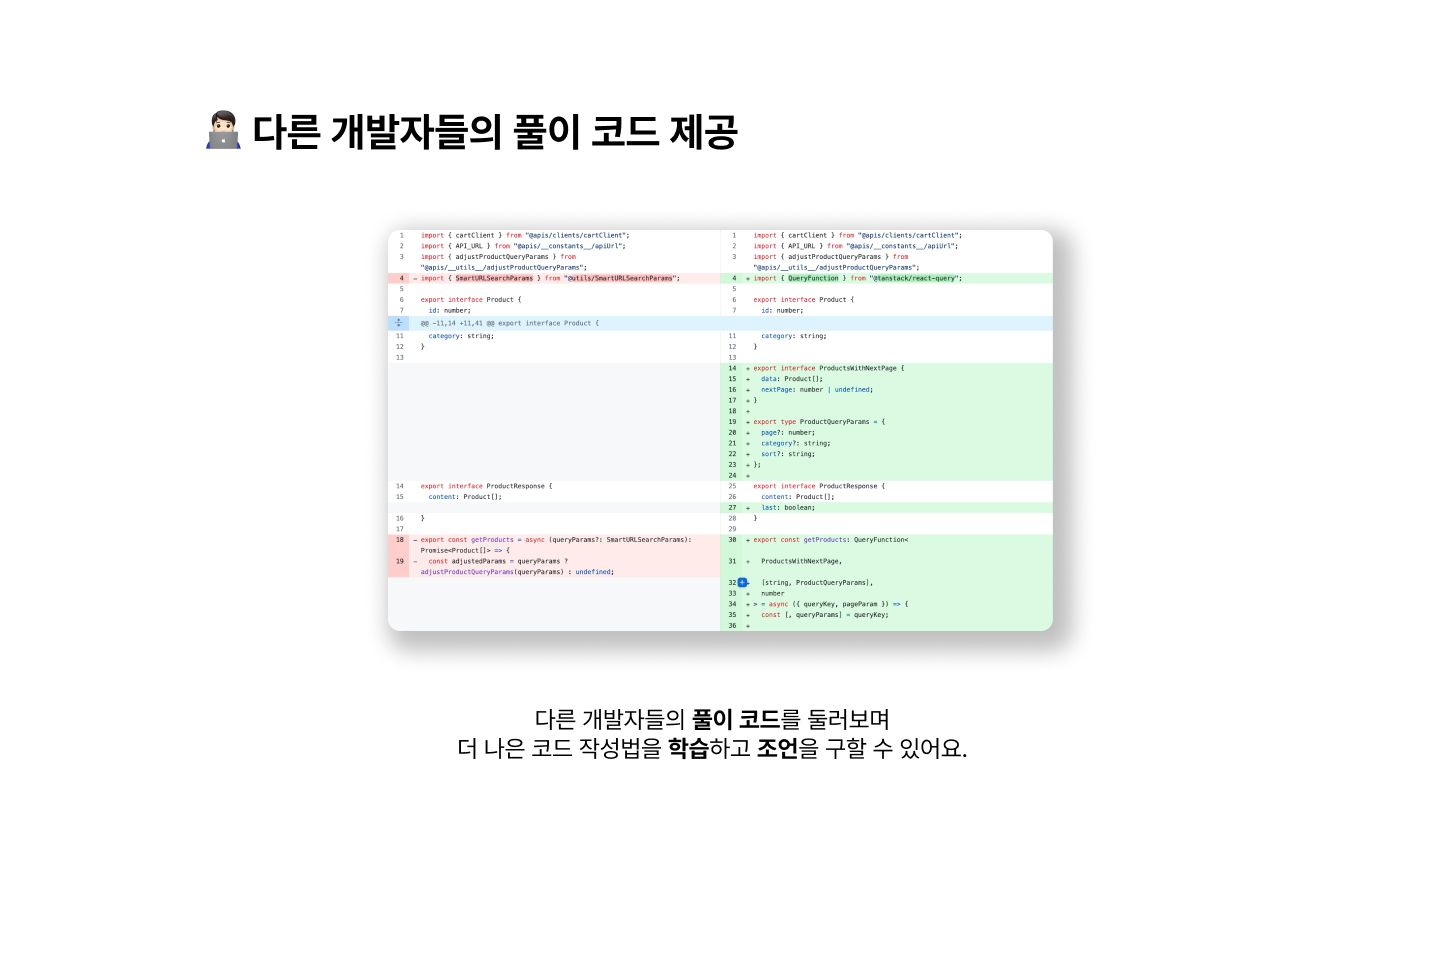 🧑🏻‍💻 다른 개발자들의 풀이 코드 제공
1 import { cartClient } from "@apis/clients/cartClient";
2 import { API_URL } from "@apis/__constants__/apiUrl";
3 import { adjustProductQueryParams } from
"@apis/__utils__/adjustProductQueryParams";
4 - import { SmartURLSearchParams } from "@utils/SmartURLSearchParams";
5
6 export interface Product {
7 id: number;
@@ -11,14 +11,41 @@ export interface Product {
11 category: string;
12 }
13
14 export interface ProductResponse {
15 content: Product[];
16 }
17
18 - export const getProducts = async (queryParams?: SmartURLSearchParams):
Promise<Product[]> => {
19 - const adjustedParams = queryParams ?
adjustProductQueryParams(queryParams) : undefined;
1 import { cartClient } from "@apis/clients/cartClient";
2 import { API_URL } from "@apis/__constants__/apiUrl";
3 import { adjustProductQueryParams } from
"@apis/__utils__/adjustProductQueryParams";
4 + import { QueryFunction } from "@tanstack/react-query";
5
6 export interface Product {
7 id: number;
11 category: string;
12 }
13
14 + export interface ProductsWithNextPage {
15 + data: Product[];
16 + nextPage: number | undefined;
17 + }
18 +
19 + export type ProductQueryParams = {
20 + page?: number;
21 + category?: string;
22 + sort?: string;
23 + };
24 +
25 export interface ProductResponse {
26 content: Product[];
27 + last: boolean;
28 }
29
30 + export const getProducts: QueryFunction<
31 + ProductsWithNextPage,
32 + [string, ProductQueryParams],
33 + number
34 + > = async ({ queryKey, pageParam }) => {
35 + const [, queryParams] = queryKey;
36 +
다른 개발자들의 풀이 코드를 둘러보며
더 나은 코드 작성법을 학습하고 조언을 구할 수 있어요.